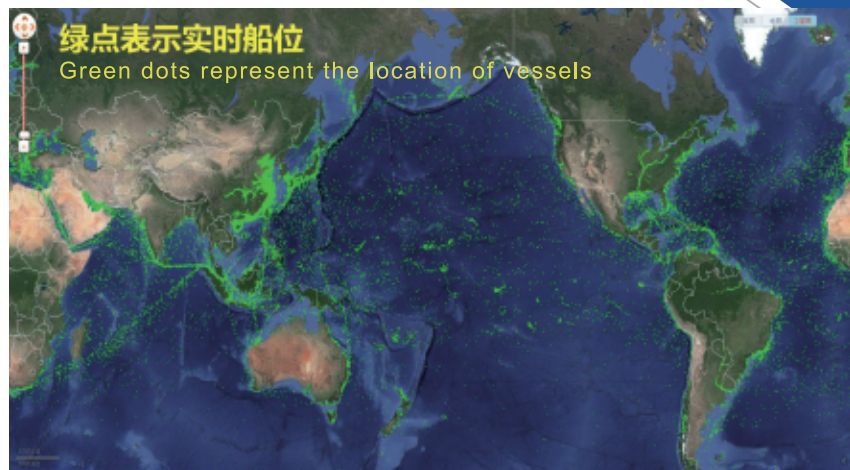 绿点表示实时船位
Green dots represent the location of vessels